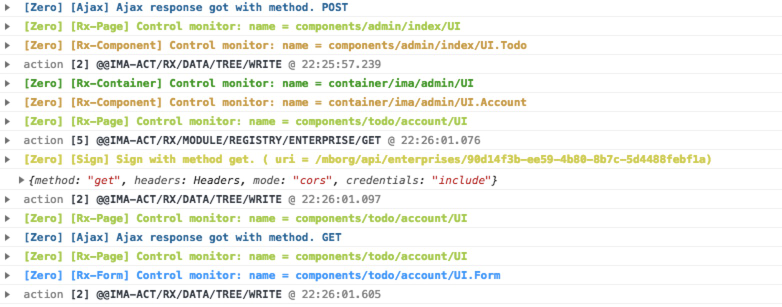 [Zero] [Ajax] Ajax response got with method. POST
[Zero] [Rx-Page] Control monitor: name = components/admin/index/UI
[Zero] [Rx-Component] Control monitor: name = components/admin/index/UI.Todo
action [2] @@IMA-ACT/RX/DATA/TREE/WRITE @ 22:25:57.239
[Zero] [Rx-Container] Control monitor: name = container/ima/admin/UI
[Zero] [Rx-Component] Control monitor: name = container/ima/admin/UI.Account
[Zero] [Rx-Page] Control monitor: name = components/todo/account/UI
action [5] @@IMA-ACT/RX/MODULE/REGISTRY/ENTERPRISE/GET @ 22:26:01.076
[Zero] [Sign] Sign with method get. ( uri = /mborg/api/enterprises/90d14f3b-ee59-4b80-8b7c-5d4488febf1a)
{method: "get", headers: Headers, mode: "cors", credentials: "include"}
action [2] @@IMA-ACT/RX/DATA/TREE/WRITE @ 22:26:01.097
[Zero] [Rx-Page] Control monitor: name = components/todo/account/UI
[Zero] [Ajax] Ajax response got with method. GET
[Zero] [Rx-Page] Control monitor: name = components/todo/account/UI
[Zero] [Rx-Form] Control monitor: name = components/todo/account/UI.Form
action [2] @@IMA-ACT/RX/DATA/TREE/WRITE @ 22:26:01.605